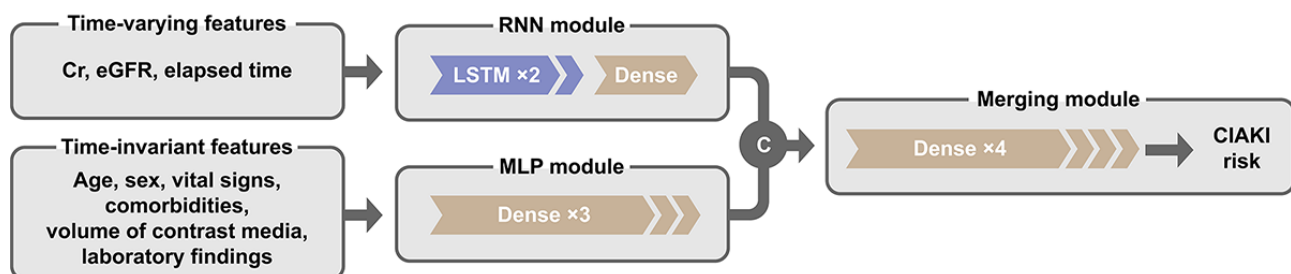 Time-varying features
Cr, eGFR, elapsed time
RNN module
LSTM ×2
Dense
Time-invariant features
Age, sex, vital signs,
comorbidities,
volume of contrast media,
laboratory findings
MLP module
Dense ×3
C
Merging module
Dense ×4
CIAKI
risk